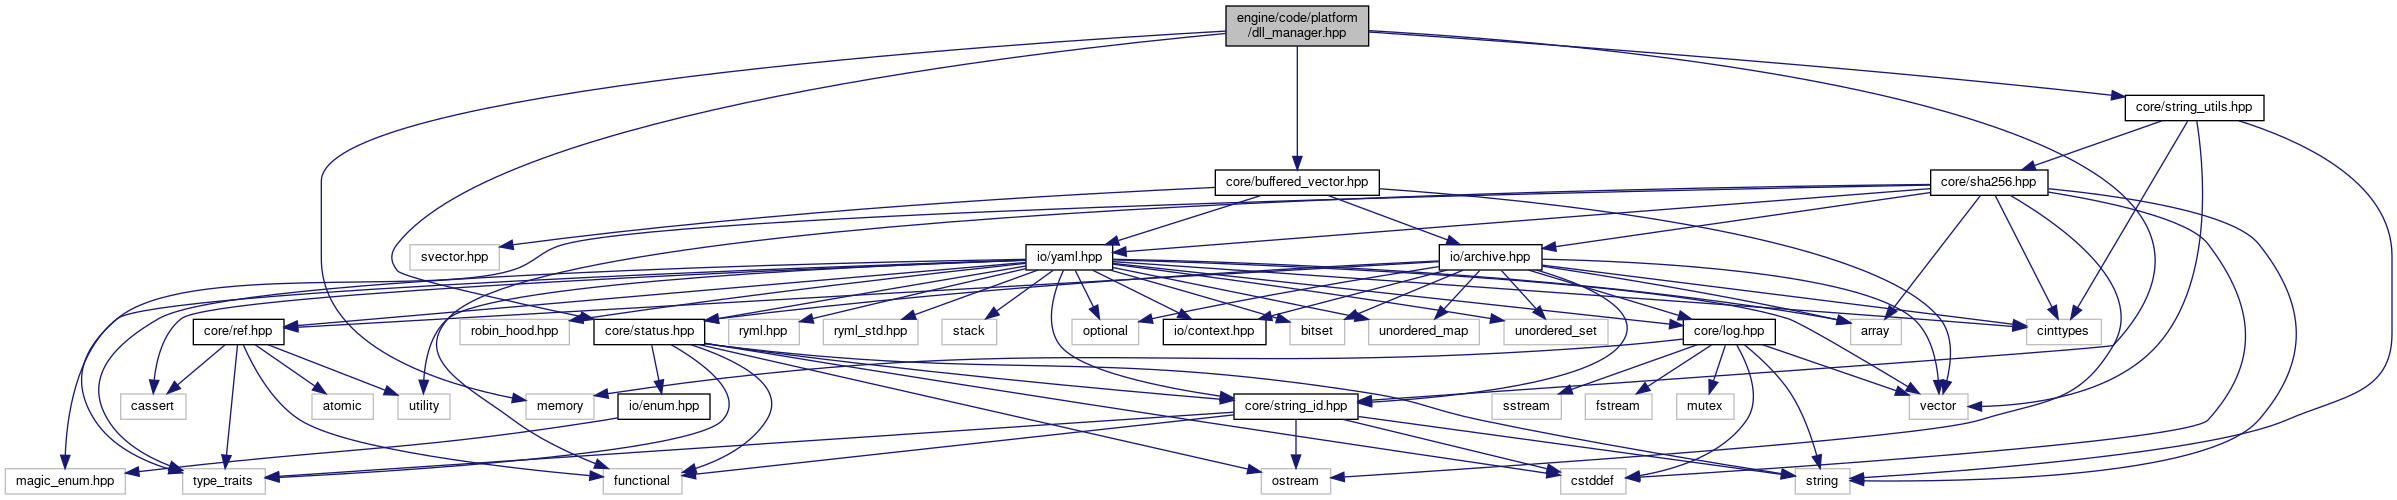 engine/code/platform
/dll_manager.hpp
core/string_utils.hpp
core/buffered_vector.hpp
core/sha256.hpp
svector.hpp
io/yaml.hpp
io/archive.hpp
core/ref.hpp
robin_hood.hpp
core/status.hpp
ryml.hpp
ryml_std.hpp
stack
optional
io/context.hpp
bitset
unordered_map
unordered_set
core/log.hpp
array
cinttypes
cassert
atomic
utility
memory
io/enum.hpp
core/string_id.hpp
sstream
fstream
mutex
vector
magic_enum.hpp
type_traits
functional
ostream
cstddef
string